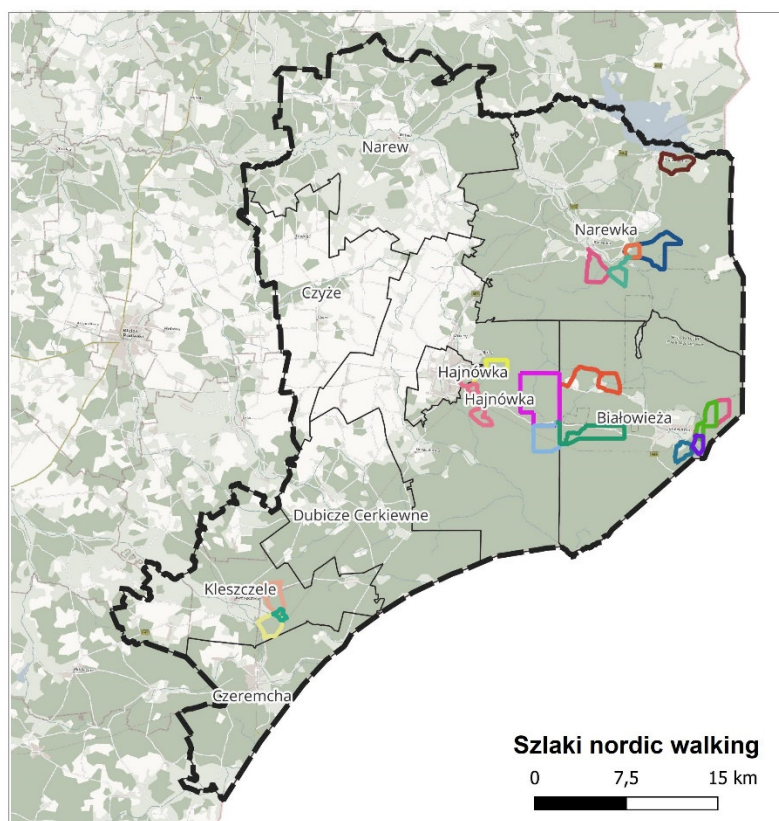 Narew
Narewka
Czyże
Hajnówka
Hajnówka
Białowieża
Dubicze Cerkiewne
Kleszczele
Czeremcha
Szlaki nordic walking
0 7,5 15 km